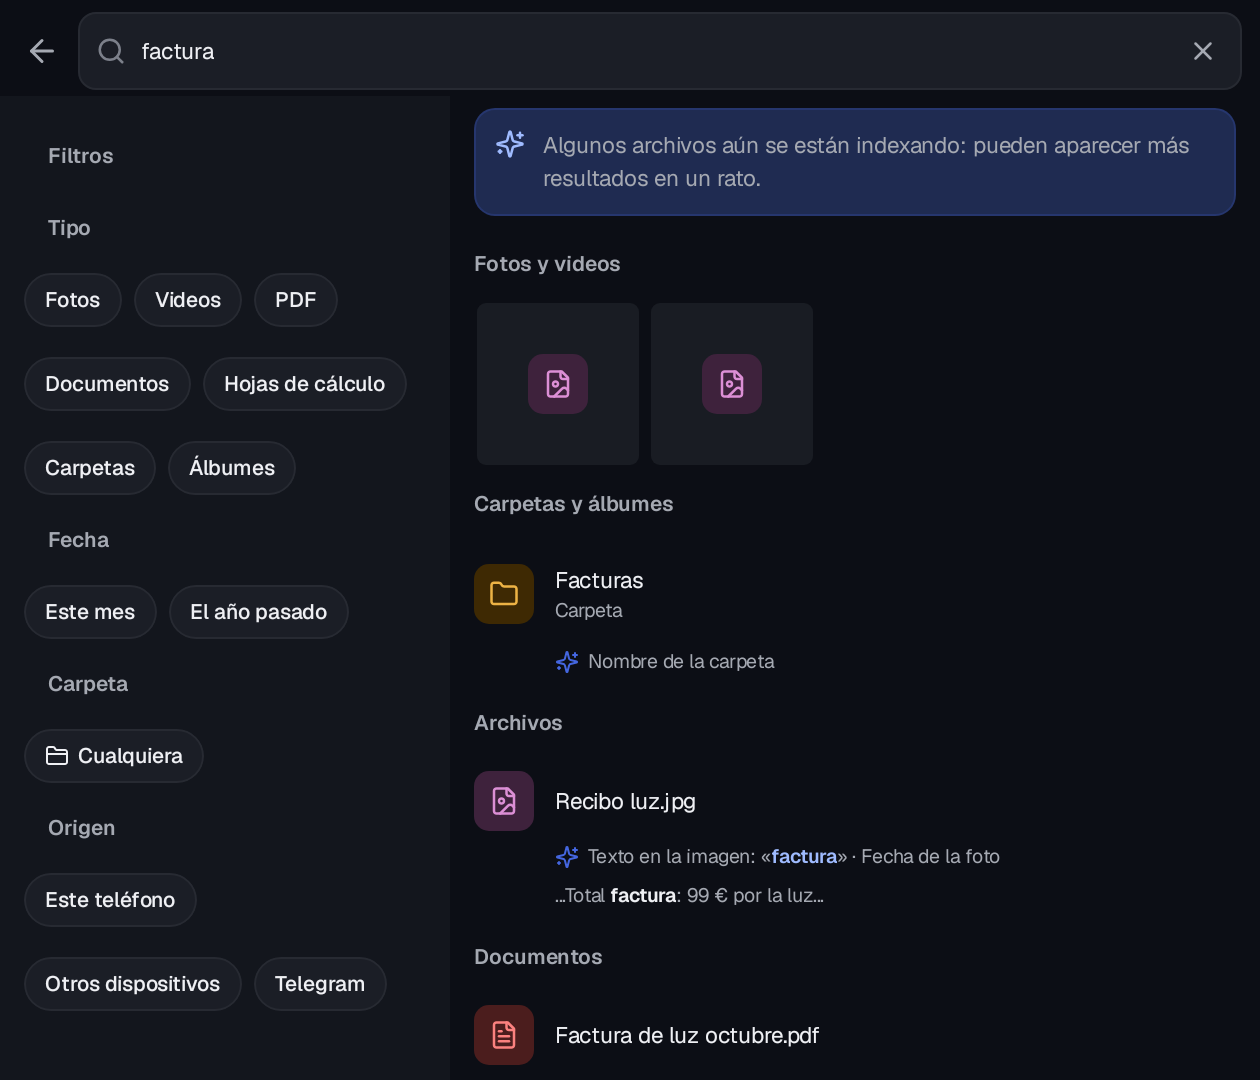 factura
Filtros
Tipo
Fotos
Videos
PDF
Documentos
Hojas de cálculo
Carpetas
Álbumes
Fecha
Este mes
El año pasado
Carpeta
Cualquiera
Origen
Este teléfono
Otros dispositivos
Telegram
Algunos archivos aún se están indexando: pueden aparecer más
resultados en un rato.
Fotos y videos
Carpetas y álbumes
Facturas
Carpeta
Nombre de la carpeta
Archivos
Recibo luz.jpg
Texto en la imagen: «factura» · Fecha de la foto
...Total factura: 99 € por la luz...
Documentos
Factura de luz octubre.pdf